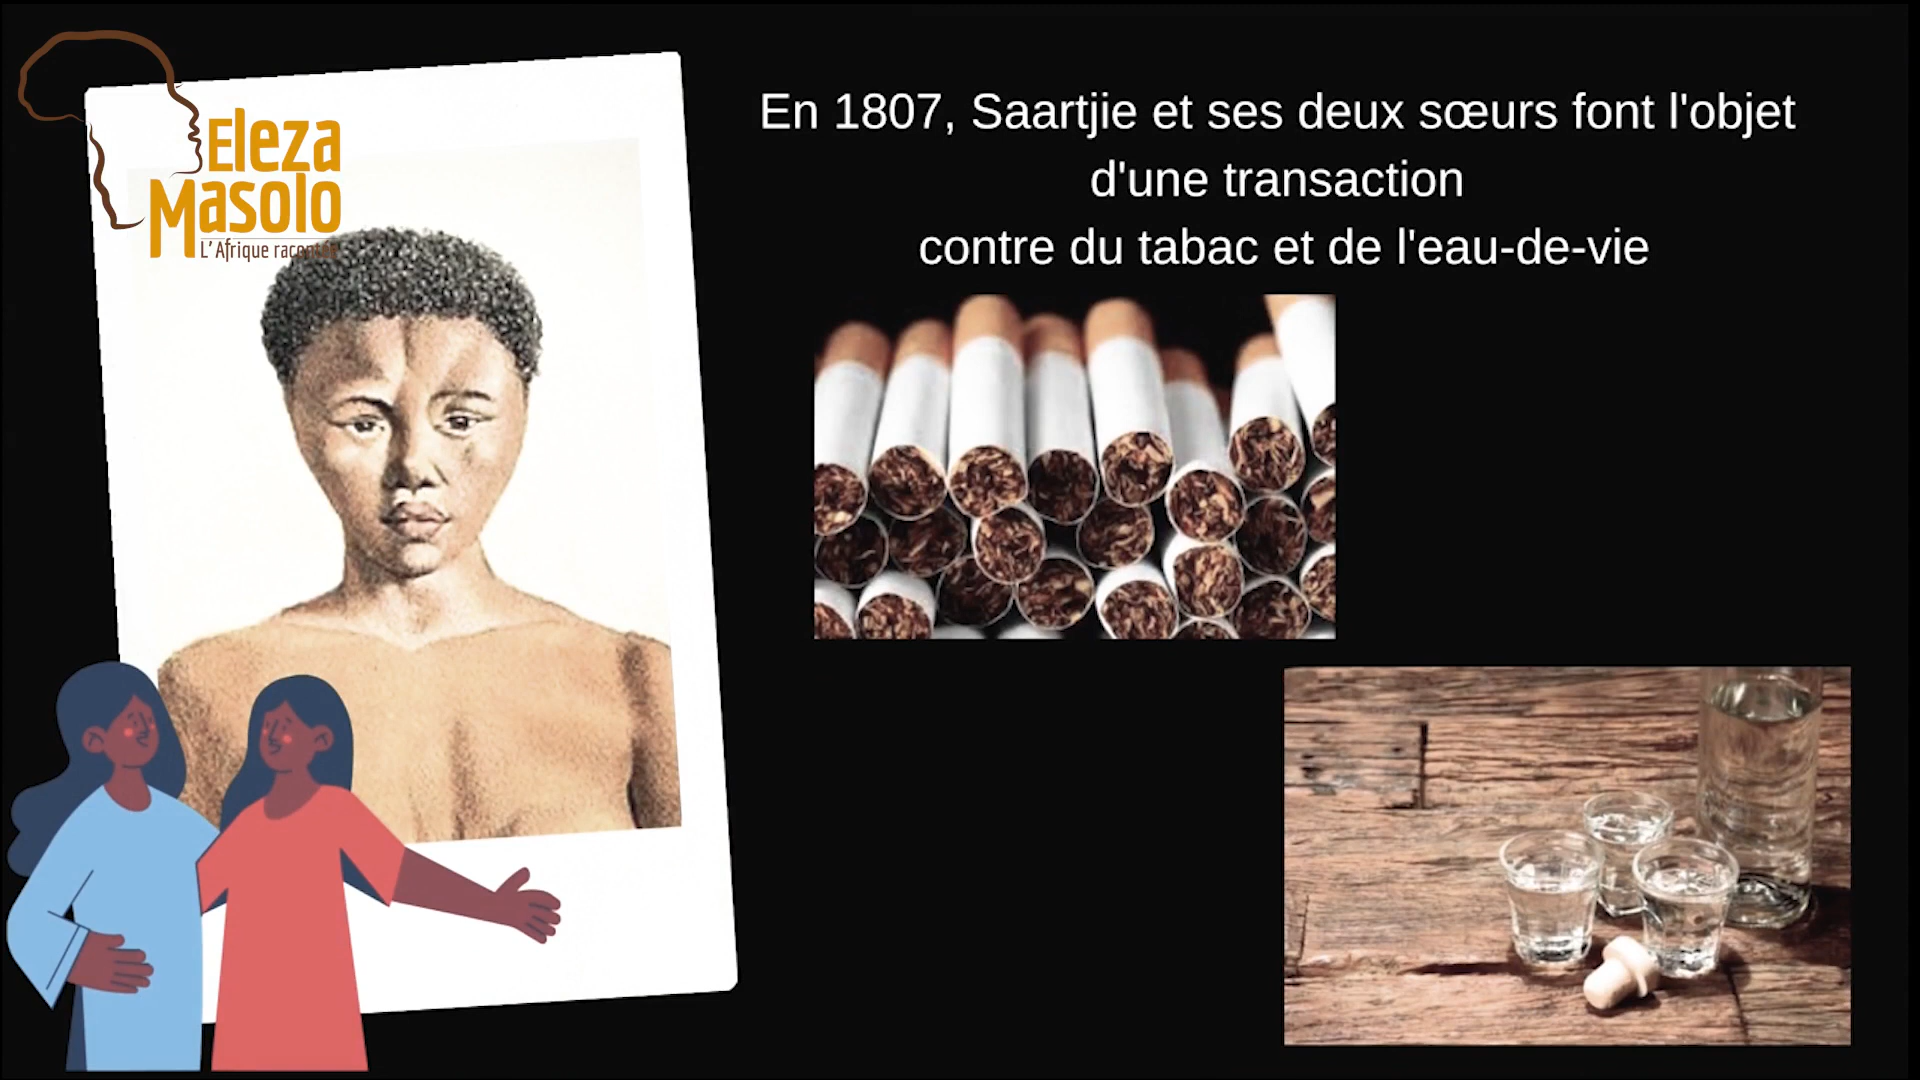 Eleza
Masolo
L'Afrique racontée
En 1807, Saartjie et ses deux sœurs font l'objet
d'une transaction
contre du tabac et de l'eau-de-vie